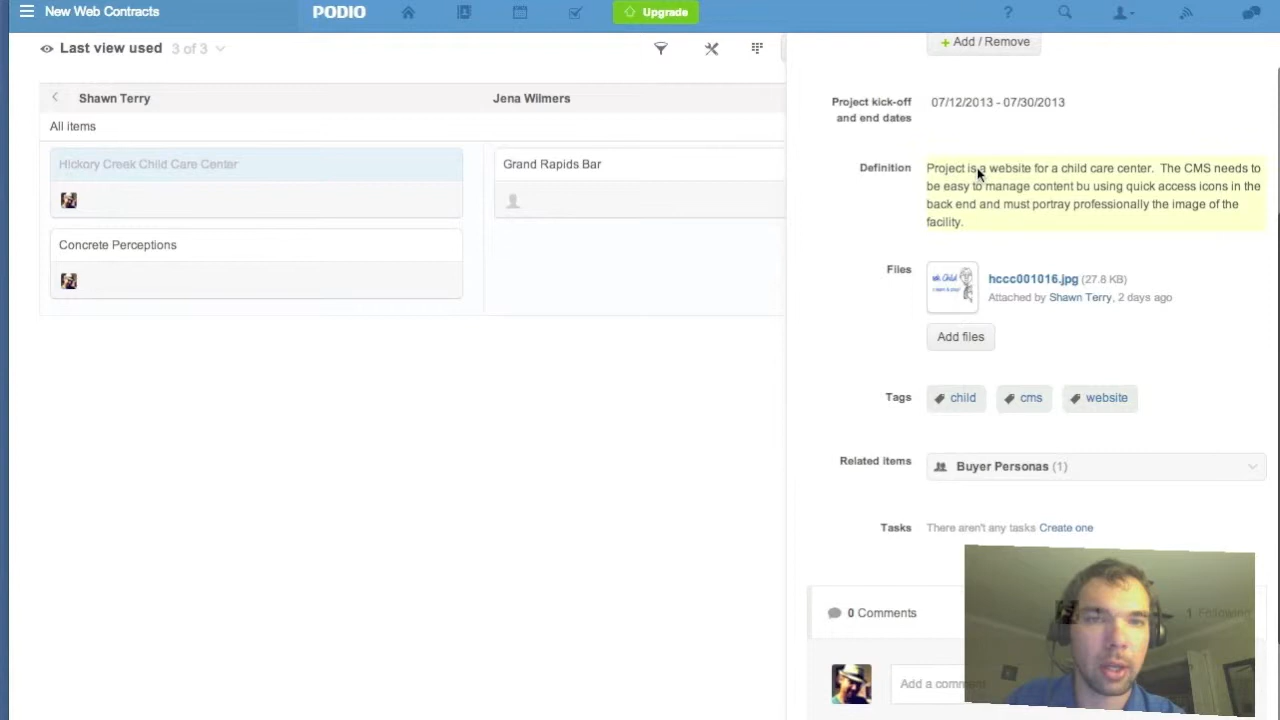 New Web Contracts
PODIO
Upgrade
?
Last view used 3 of 3
Shawn Terry
Jena Wilmers
All items
Hickory Creek Child Care Center
Grand Rapids Bar
Concrete Perceptions
+ Add / Remove
Project kick-off
and end dates
07/12/2013 - 07/30/2013
Definition
Project is a website for a child care center. The CMS needs to
be easy to manage content bu using quick access icons in the
back end and must portray professionally the image of the
facility.
Files
hccc001016.jpg (27.8 KB)
Attached by Shawn Terry, 2 days ago
Add files
Tags
child
cms
website
Related items
Buyer Personas (1)
Tasks
There aren't any tasks Create one
0 Comments
1 Following
Add a comment